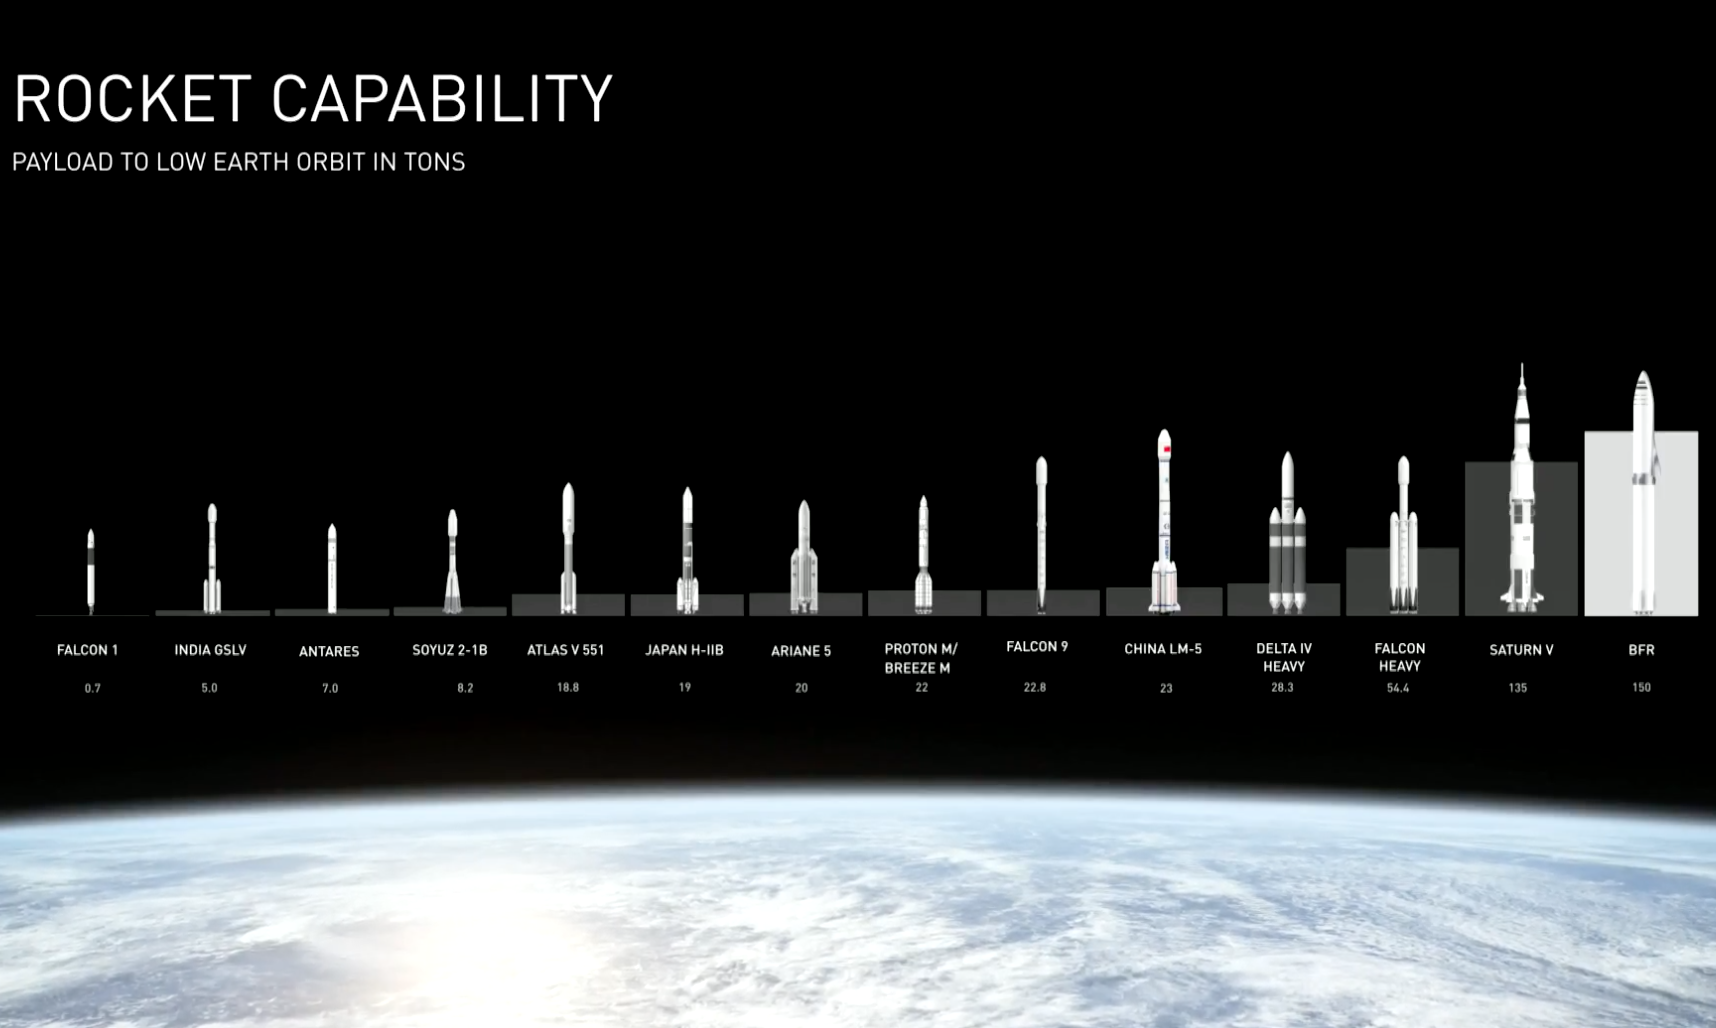 ROCKET CAPABILITY
PAYLOAD TO LOW EARTH ORBIT IN TONS
FALCON 1
0.7
INDIA GSLV
5.0
ANTARES
7.0
SOYUZ 2-1B
8.2
ATLAS V 551
18.8
JAPAN H-IIB
19
ARIANE 5
20
PROTON M/
BREEZE M
22
FALCON 9
22.8
CHINA LM-5
23
DELTA IV
HEAVY
28.3
FALCON
HEAVY
54.4
SATURN V
135
BFR
150